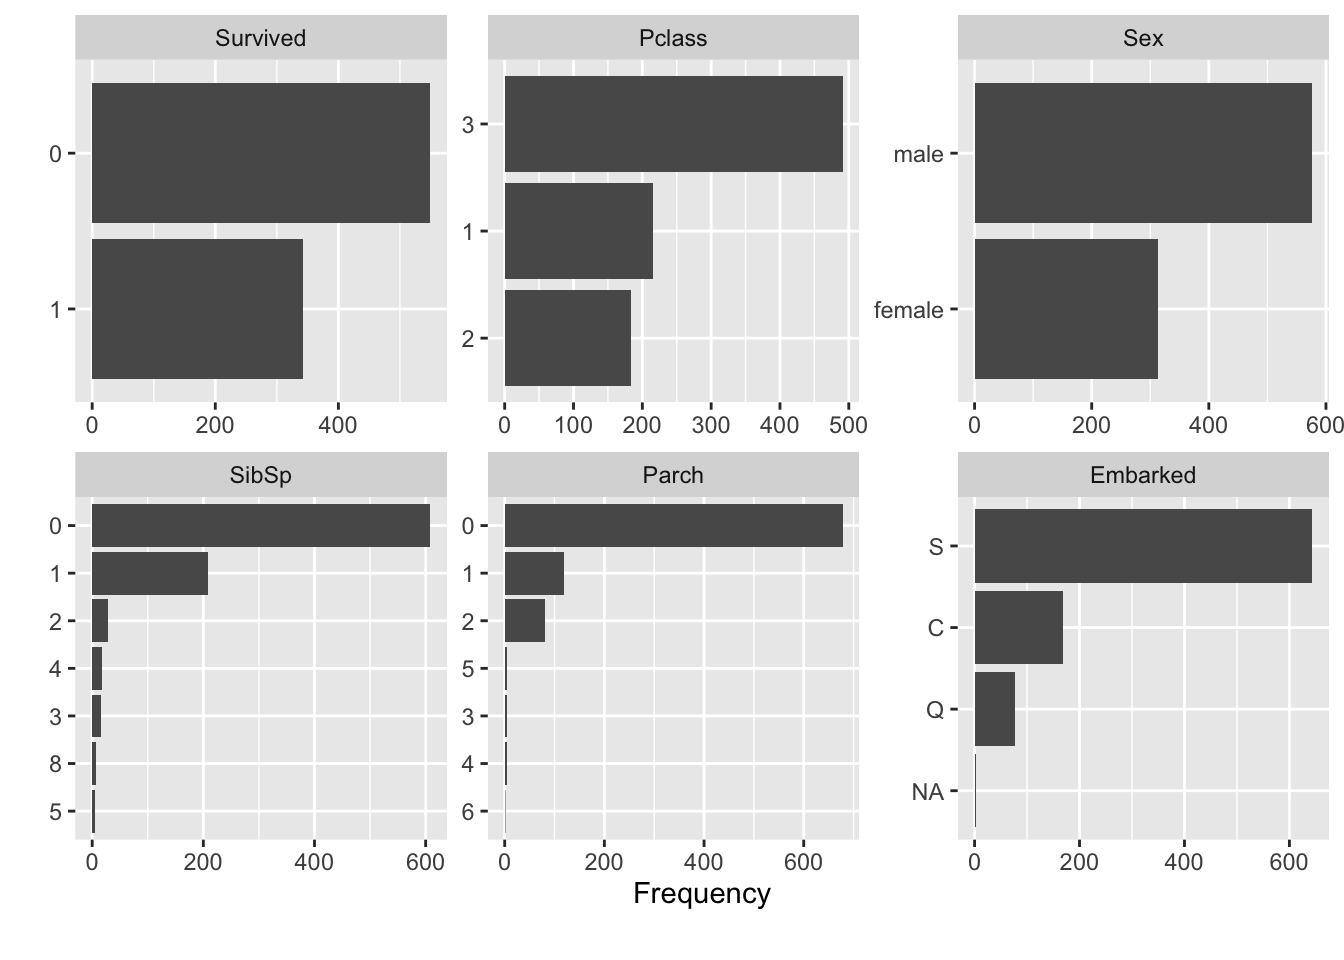 Survived Pclass Sex
0 3 male
1
1 2 female
0 200 400 0 100 200 300 400 500 0 200 400 600
SibSp Parch Embarked
0 0 S
1 1
2 2 C
4 5
3 3 Q
8 4
5 6 NA
0 200 400 600 0 200 400 600 0 200 400 600
Frequency